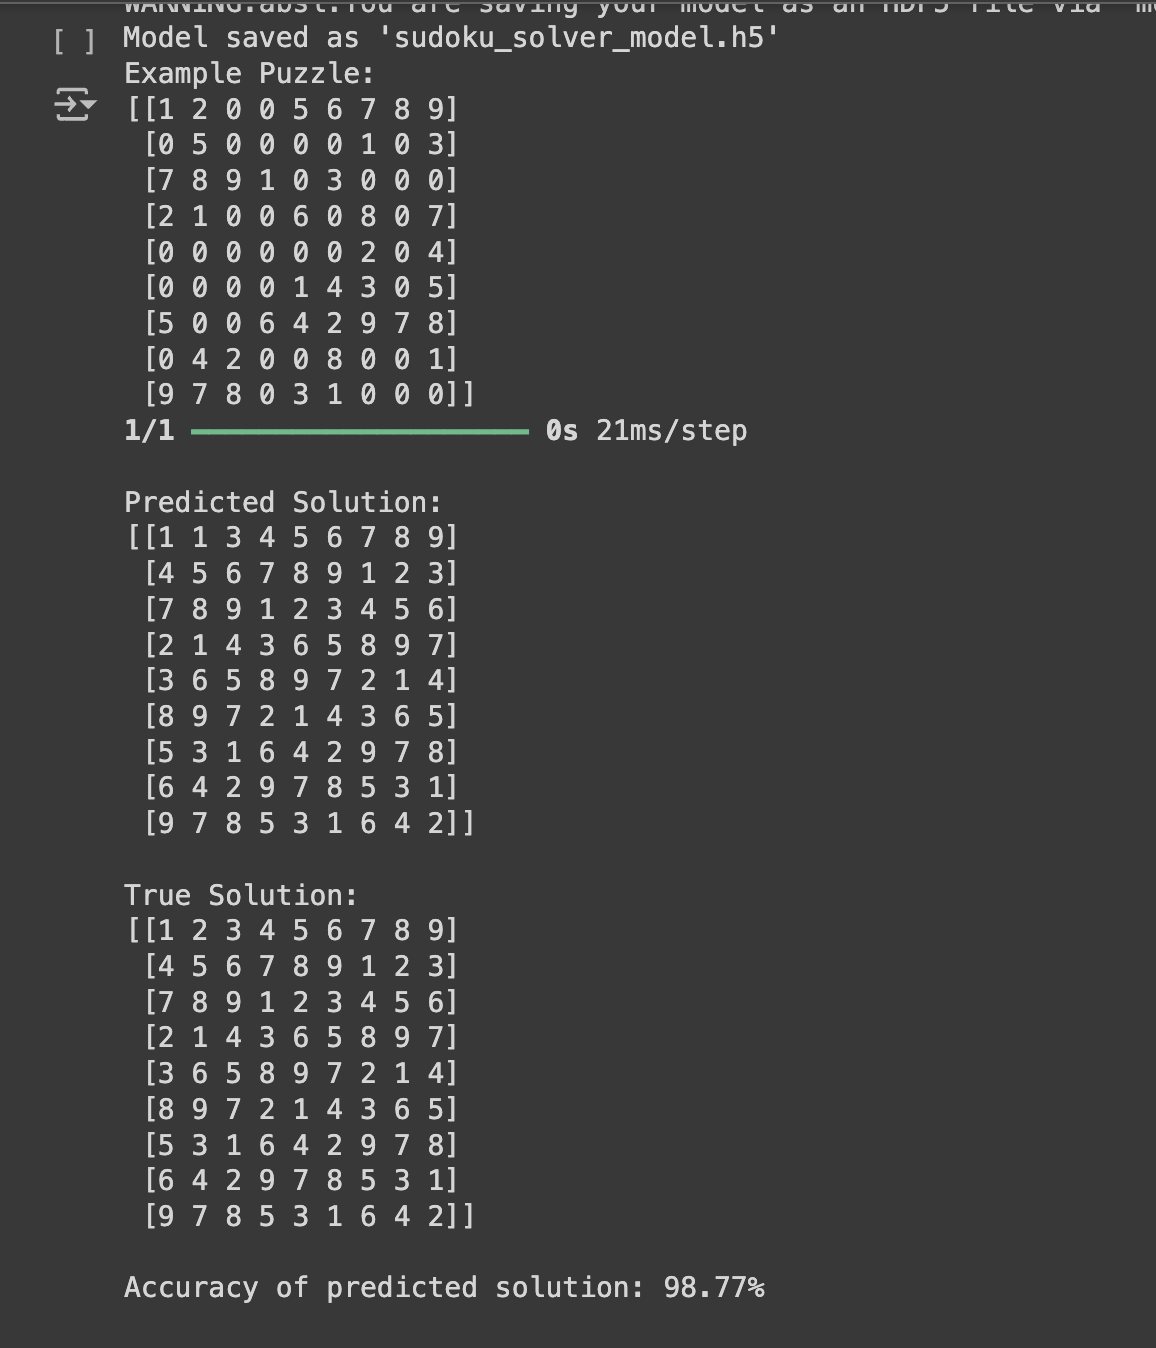 WARNING:absl:You are saving your model as an HDF5 file via
[ ] Model saved as 'sudoku_solver_model.h5'
Example Puzzle:
[[1 2 0 0 5 6 7 8 9]
[0 5 0 0 0 0 1 0 3]
[7 8 9 1 0 3 0 0 0]
[2 1 0 0 6 0 8 0 7]
[0 0 0 0 0 0 2 0 4]
[0 0 0 0 1 4 3 0 5]
[5 0 0 6 4 2 9 7 8]
[0 4 2 0 0 8 0 0 1]
[9 7 8 0 3 1 0 0 0]]
1/1 0s 21ms/step
Predicted Solution:
[[1 1 3 4 5 6 7 8 9]
[4 5 6 7 8 9 1 2 3]
[7 8 9 1 2 3 4 5 6]
[2 1 4 3 6 5 8 9 7]
[3 6 5 8 9 7 2 1 4]
[8 9 7 2 1 4 3 6 5]
[5 3 1 6 4 2 9 7 8]
[6 4 2 9 7 8 5 3 1]
[9 7 8 5 3 1 6 4 2]]
True Solution:
[[1 2 3 4 5 6 7 8 9]
[4 5 6 7 8 9 1 2 3]
[7 8 9 1 2 3 4 5 6]
[2 1 4 3 6 5 8 9 7]
[3 6 5 8 9 7 2 1 4]
[8 9 7 2 1 4 3 6 5]
[5 3 1 6 4 2 9 7 8]
[6 4 2 9 7 8 5 3 1]
[9 7 8 5 3 1 6 4 2]]
Accuracy of predicted solution: 98.77%